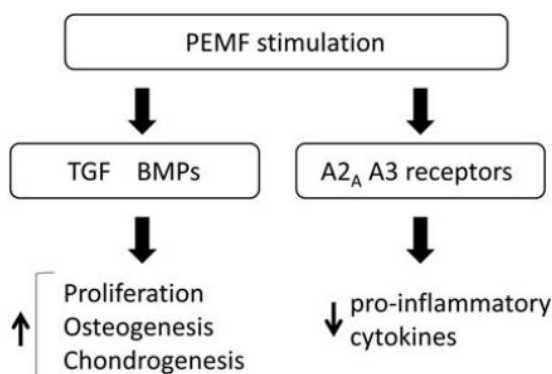 PEMF stimulation
TGF BMPs
A2A A3 receptors
Proliferation
Osteogenesis
Chondrogenesis
pro-inflammatory
cytokines